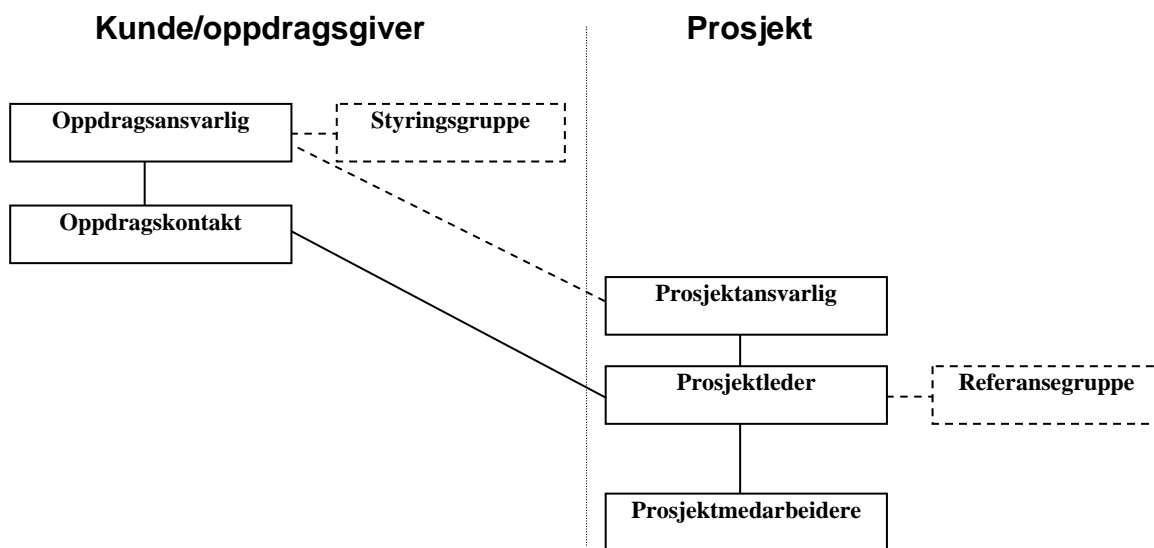 Kunde/oppdragsgiver
Prosjekt
Oppdragsansvarlig
Styringsgruppe
Oppdragskontakt
Prosjektansvarlig
Prosjektleder
Referansegruppe
Prosjektmedarbeidere